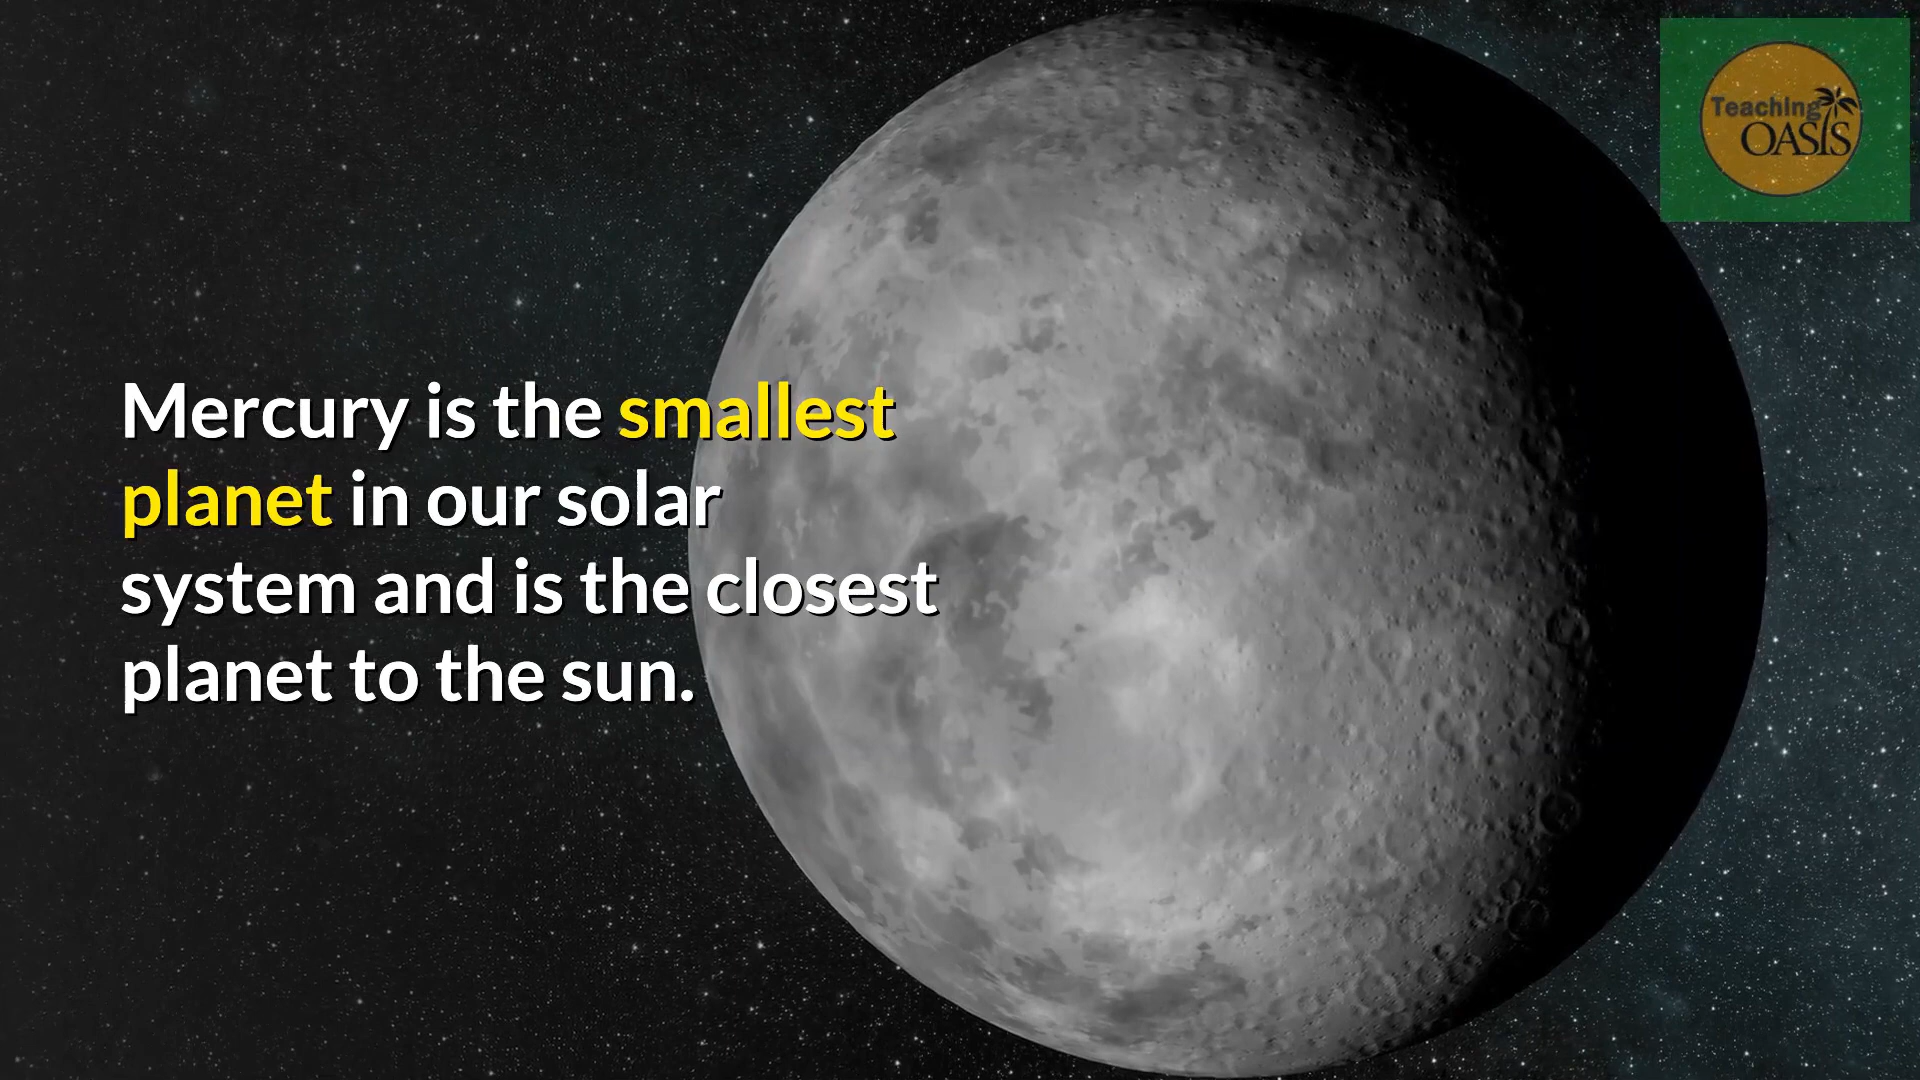 Teaching
OASIS
Mercury is the smallest
planet in our solar
system and is the closest
planet to the sun.